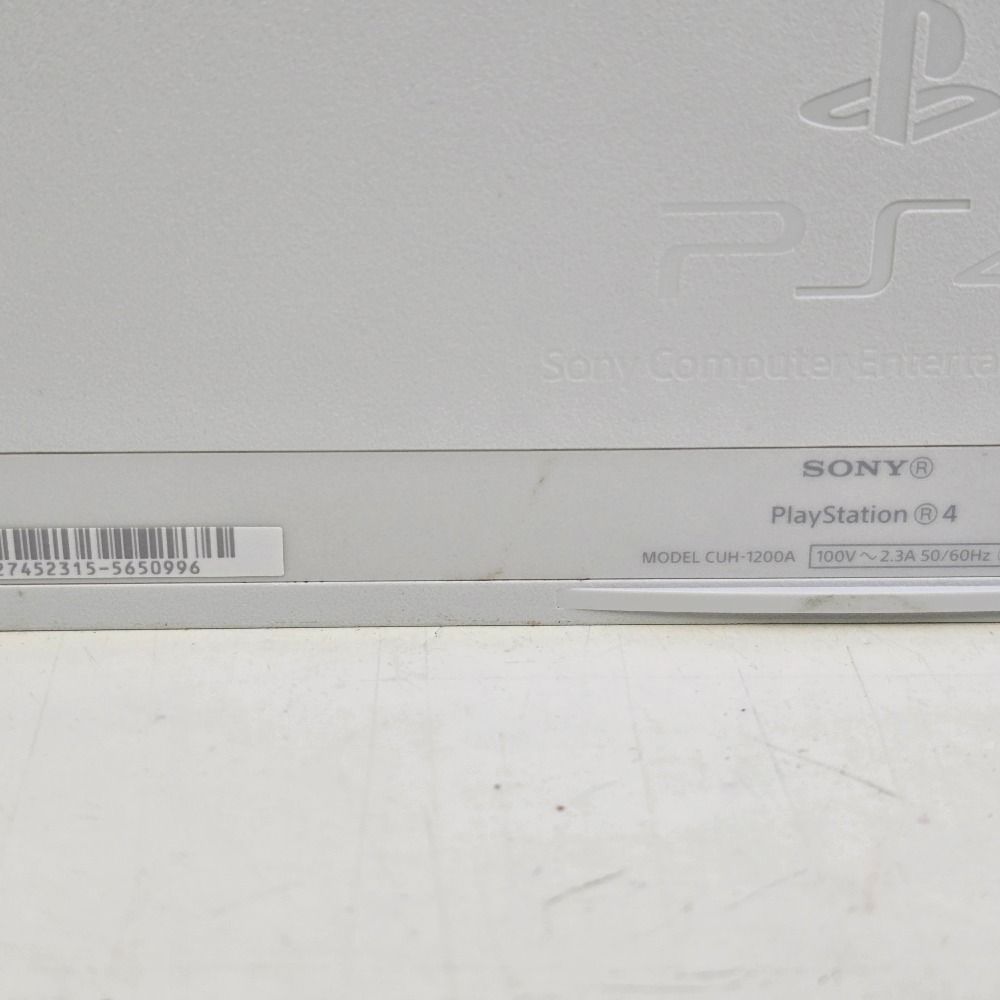 PS4
Sony Computer Enterta
SONY®
PlayStation®4
MODEL CUH-1200A 100V～2.3A 50/60Hz
27452315-5650996